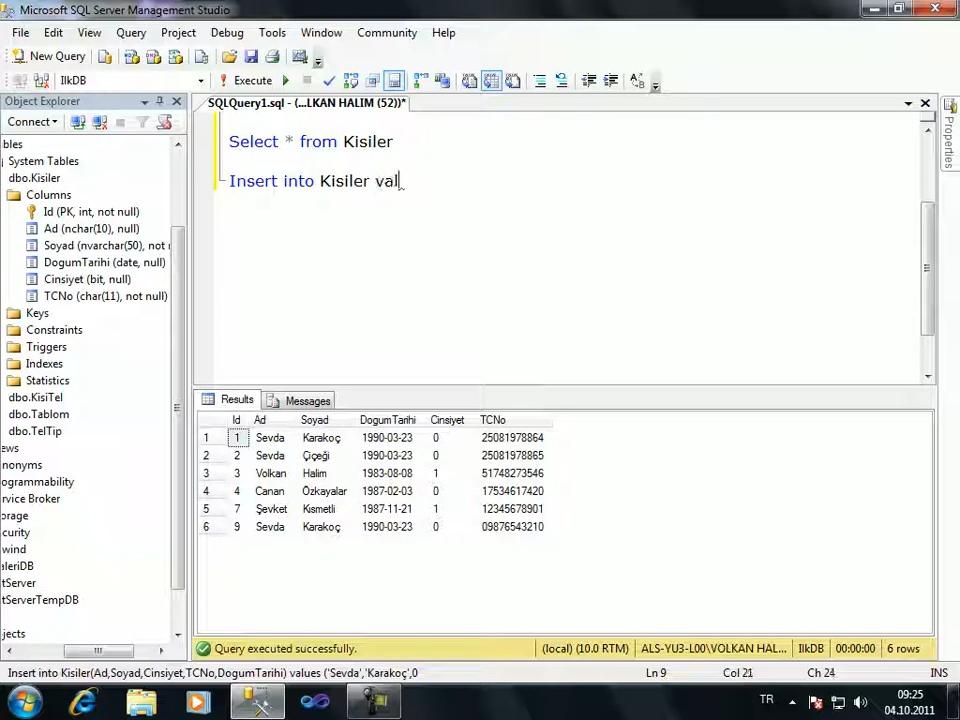 Microsoft SQL Server Management Studio
File Edit View Query Project Debug Tools Window Community Help
New Query
IlkDB Execute
Object Explorer
SQLQuery1.sql - (...LKAN HALIM (52))*
Connect
Properties
bles
System Tables
dbo.Kisiler
Columns
Id (PK, int, not null)
Ad (nchar(10), null)
Soyad (nvarchar(50), not n
DogumTarihi (date, null)
Cinsiyet (bit, null)
TCNo (char(11), not null)
Keys
Constraints
Triggers
Indexes
Statistics
dbo.KisiTel
dbo.Tablom
dbo.TelTip
ews
nonyms
ogrammability
rvice Broker
orage
curity
wind
aleriDB
tServer
tServerTempDB
jects
Select * from Kisiler
Insert into Kisiler val
Results Messages
Id Ad Soyad DogumTarihi Cinsiyet TCNo
1 1 Sevda Karakoç 1990-03-23 0 25081978864
2 2 Sevda Çiçeği 1990-03-23 0 25081978865
3 3 Volkan Halim 1983-08-08 1 51748273546
4 4 Canan Özkayalar 1987-02-03 0 17534617420
5 7 Şevket Kısmetli 1987-11-21 1 12345678901
6 9 Sevda Karakoç 1990-03-23 0 09876543210
Query executed successfully. (local) (10.0 RTM) ALS-YU3-L00\VOLKAN HAL... IlkDB 00:00:00 6 rows
Insert into Kisiler(Ad,Soyad,Cinsiyet,TCNo,DogumTarihi) values ('Sevda','Karakoç',0 Ln 9 Col 21 Ch 24 INS
TR 09:25
04.10.2011